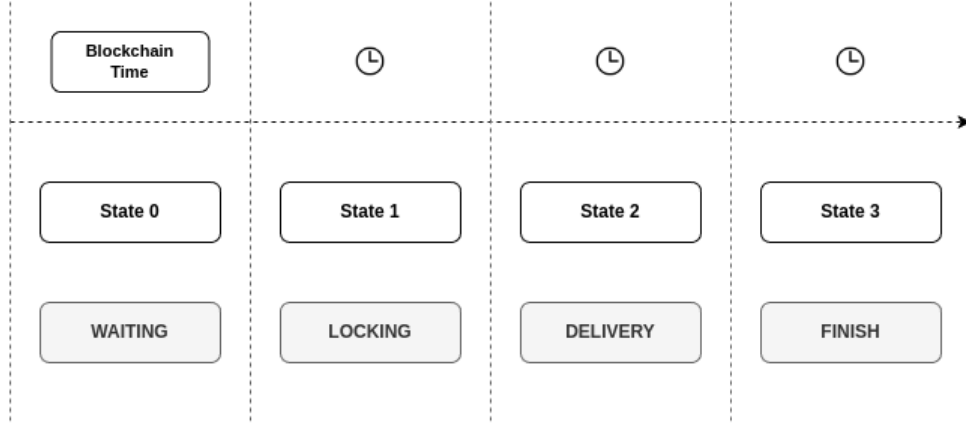 Blockchain
Time
State 0
State 1
State 2
State 3
WAITING
LOCKING
DELIVERY
FINISH